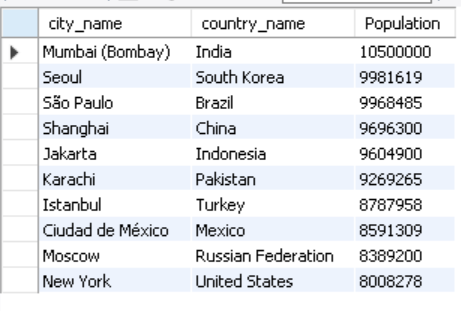 city_name country_name Population
Mumbai (Bombay) India 10500000
Seoul South Korea 9981619
São Paulo Brazil 9968485
Shanghai China 9696300
Jakarta Indonesia 9604900
Karachi Pakistan 9269265
Istanbul Turkey 8787958
Ciudad de México Mexico 8591309
Moscow Russian Federation 8389200
New York United States 8008278